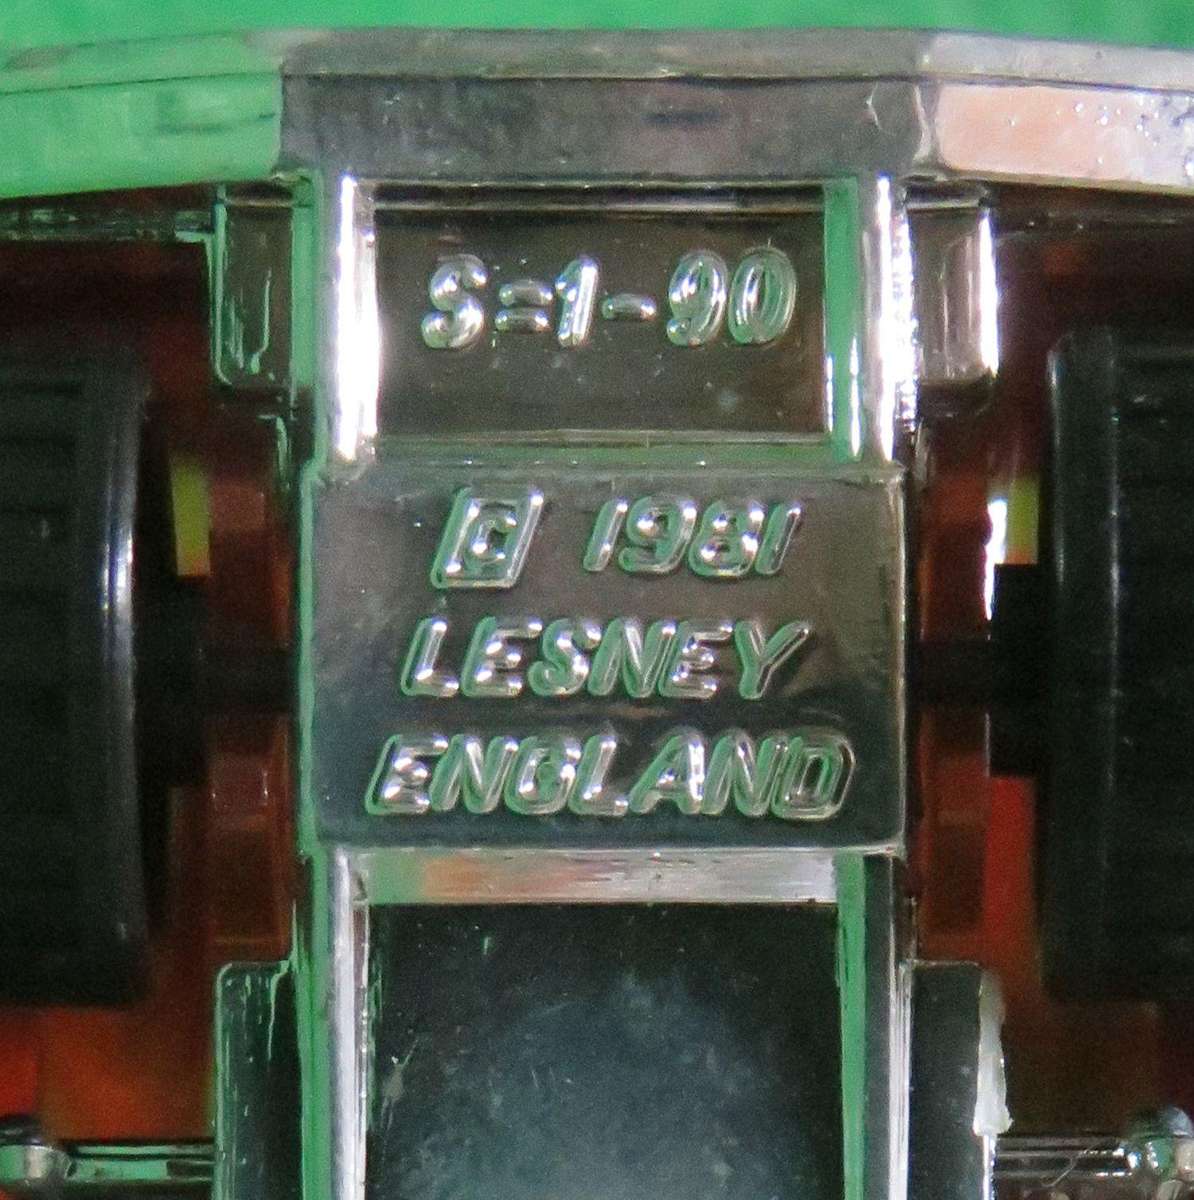 S=1-90
© 1981
LESNEY
ENGLAND